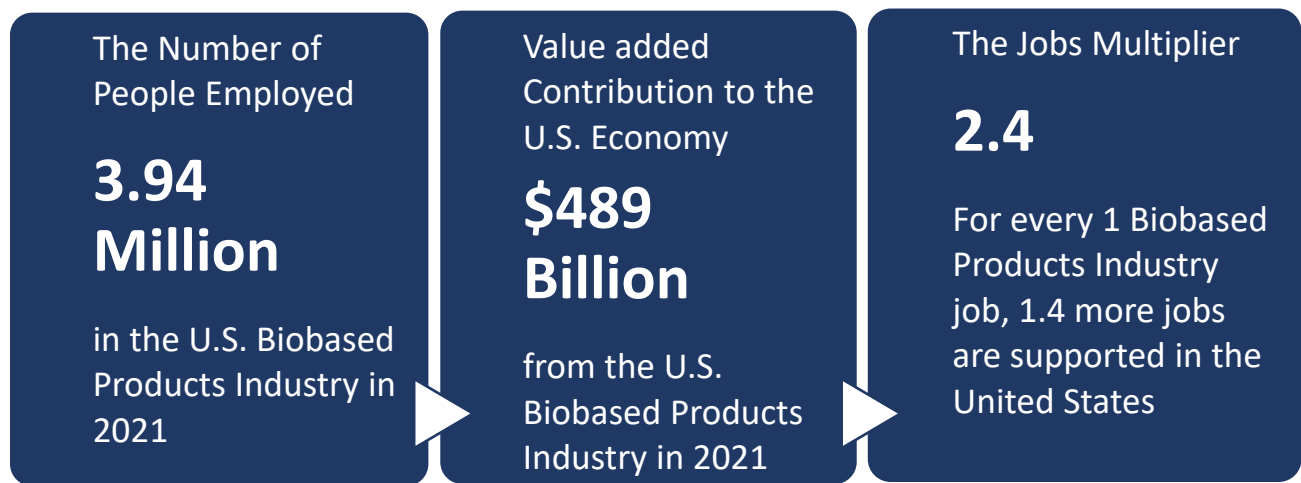 The Number of
People Employed
3.94
Million
in the U.S. Biobased
Products Industry in
2021
Value added
Contribution to the
U.S. Economy
$489
Billion
from the U.S.
Biobased Products
Industry in 2021
The Jobs Multiplier
2.4
For every 1 Biobased
Products Industry
job, 1.4 more jobs
are supported in the
United States